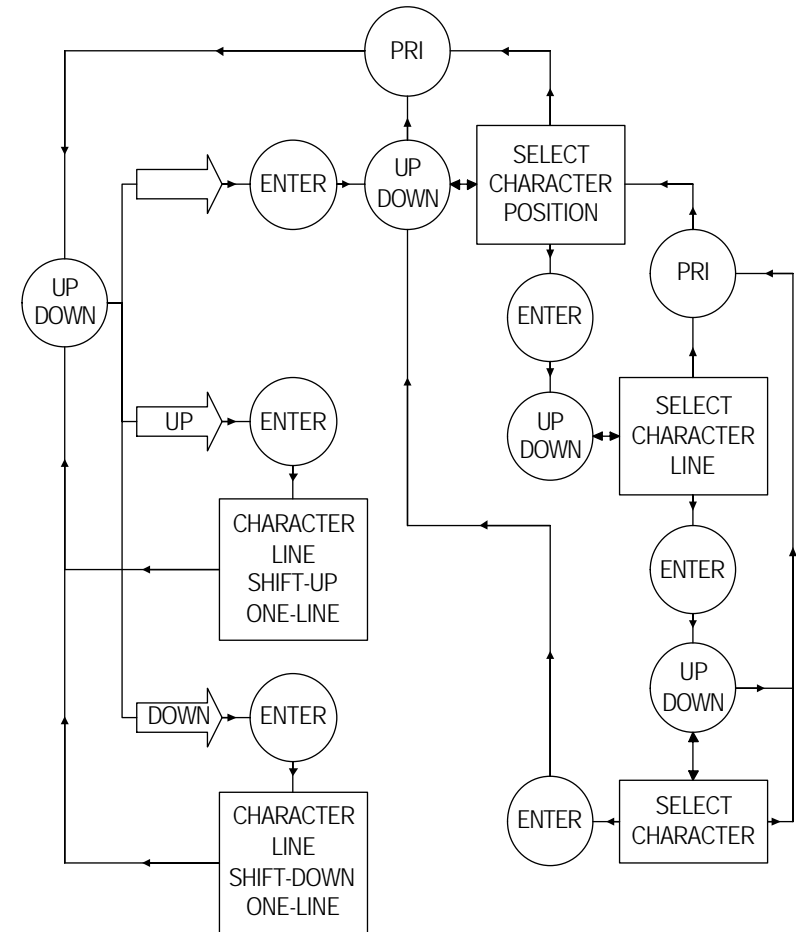 PRI
ENTER
UP
DOWN
SELECT
CHARACTER
POSITION
UP
DOWN
PRI
ENTER
UP
ENTER
UP
DOWN
SELECT
CHARACTER
LINE
CHARACTER
LINE
SHIFT-UP
ONE-LINE
ENTER
UP
DOWN
DOWN
ENTER
ENTER
SELECT
CHARACTER
CHARACTER
LINE
SHIFT-DOWN
ONE-LINE